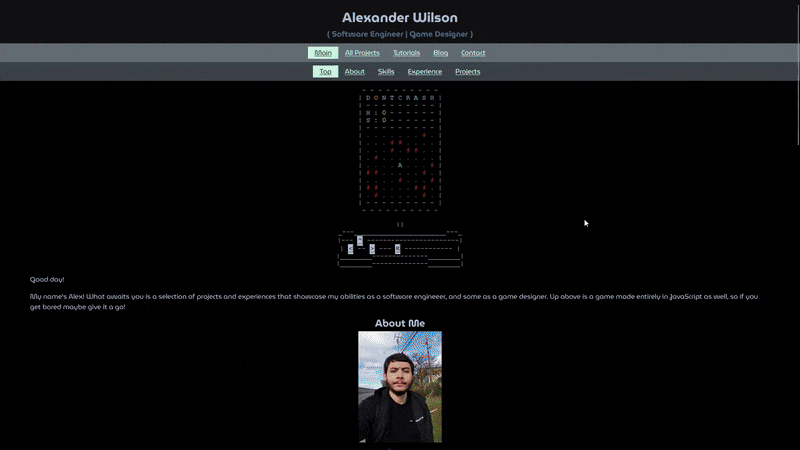 Alexander Wilson
( Software Engineer | Game Designer )
Main All Projects Tutorials Blog Contact
Top About Skills Experience Projects
D O N T C R A S H
H : 0
S : 0
A
Good day!
My name's Alex! What awaits you is a selection of projects and experiences that showcase my abilities as a software engineer, and some as a game designer. Up above is a game made entirely in JavaScript as well, so if you
get bored maybe give it a go!
About Me